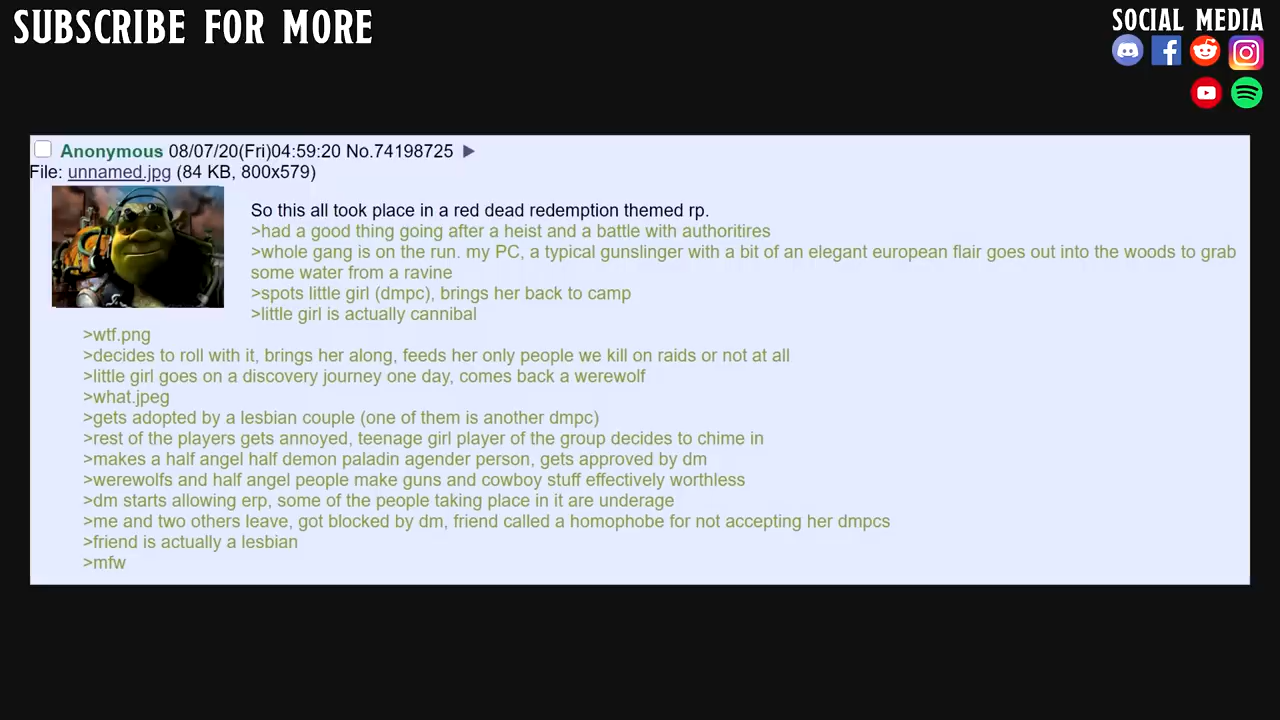 SUBSCRIBE FOR MORE
SOCIAL MEDIA
Anonymous 08/07/20(Fri)04:59:20 No.74198725 ▶
File: unnamed.jpg (84 KB, 800x579)
So this all took place in a red dead redemption themed rp.
>had a good thing going after a heist and a battle with authoritires
>whole gang is on the run. my PC, a typical gunslinger with a bit of an elegant european flair goes out into the woods to grab
some water from a ravine
>spots little girl (dmpc), brings her back to camp
>little girl is actually cannibal
>wtf.png
>decides to roll with it, brings her along, feeds her only people we kill on raids or not at all
>little girl goes on a discovery journey one day, comes back a werewolf
>what.jpeg
>gets adopted by a lesbian couple (one of them is another dmpc)
>rest of the players gets annoyed, teenage girl player of the group decides to chime in
>makes a half angel half demon paladin agender person, gets approved by dm
>werewolfs and half angel people make guns and cowboy stuff effectively worthless
>dm starts allowing erp, some of the people taking place in it are underage
>me and two others leave, got blocked by dm, friend called a homophobe for not accepting her dmpcs
>friend is actually a lesbian
>mfw